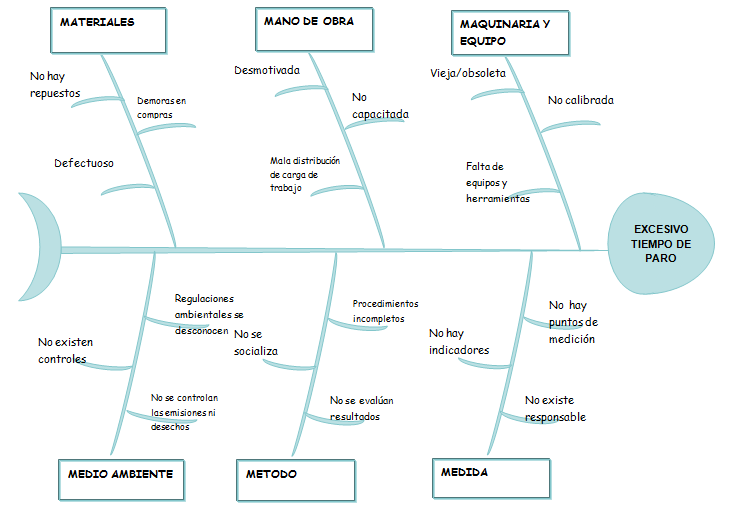 MATERIALES
MANO DE OBRA
MAQUINARIA Y
EQUIPO
No hay
repuestos
Demoras en
compras
Defectuoso
Desmotivada
No
capacitada
Mala distribución
de carga de
trabajo
Vieja/obsoleta
No calibrada
Falta de
equipos y
herramientas
EXCESIVO
TIEMPO DE
PARO
Regulaciones
ambientales se
desconocen
No existen
controles
No se controlan
las emisiones ni
desechos
Procedimientos
incompletos
No se
socializa
No se evalúan
resultados
No hay
puntos de
medición
No hay
indicadores
No existe
responsable
MEDIO AMBIENTE
METODO
MEDIDA